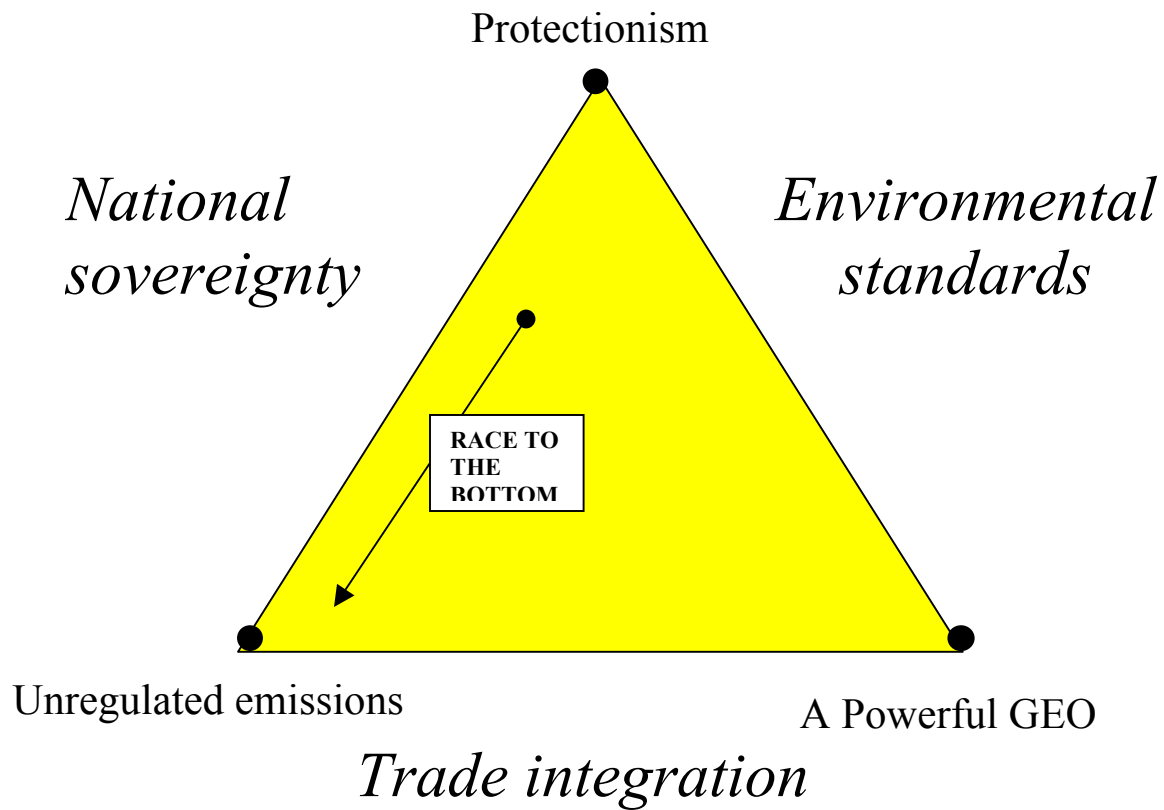 Protectionism
National
sovereignty
Environmental
standards
RACE TO
THE
BOTTOM
Unregulated emissions
A Powerful GEO
Trade integration